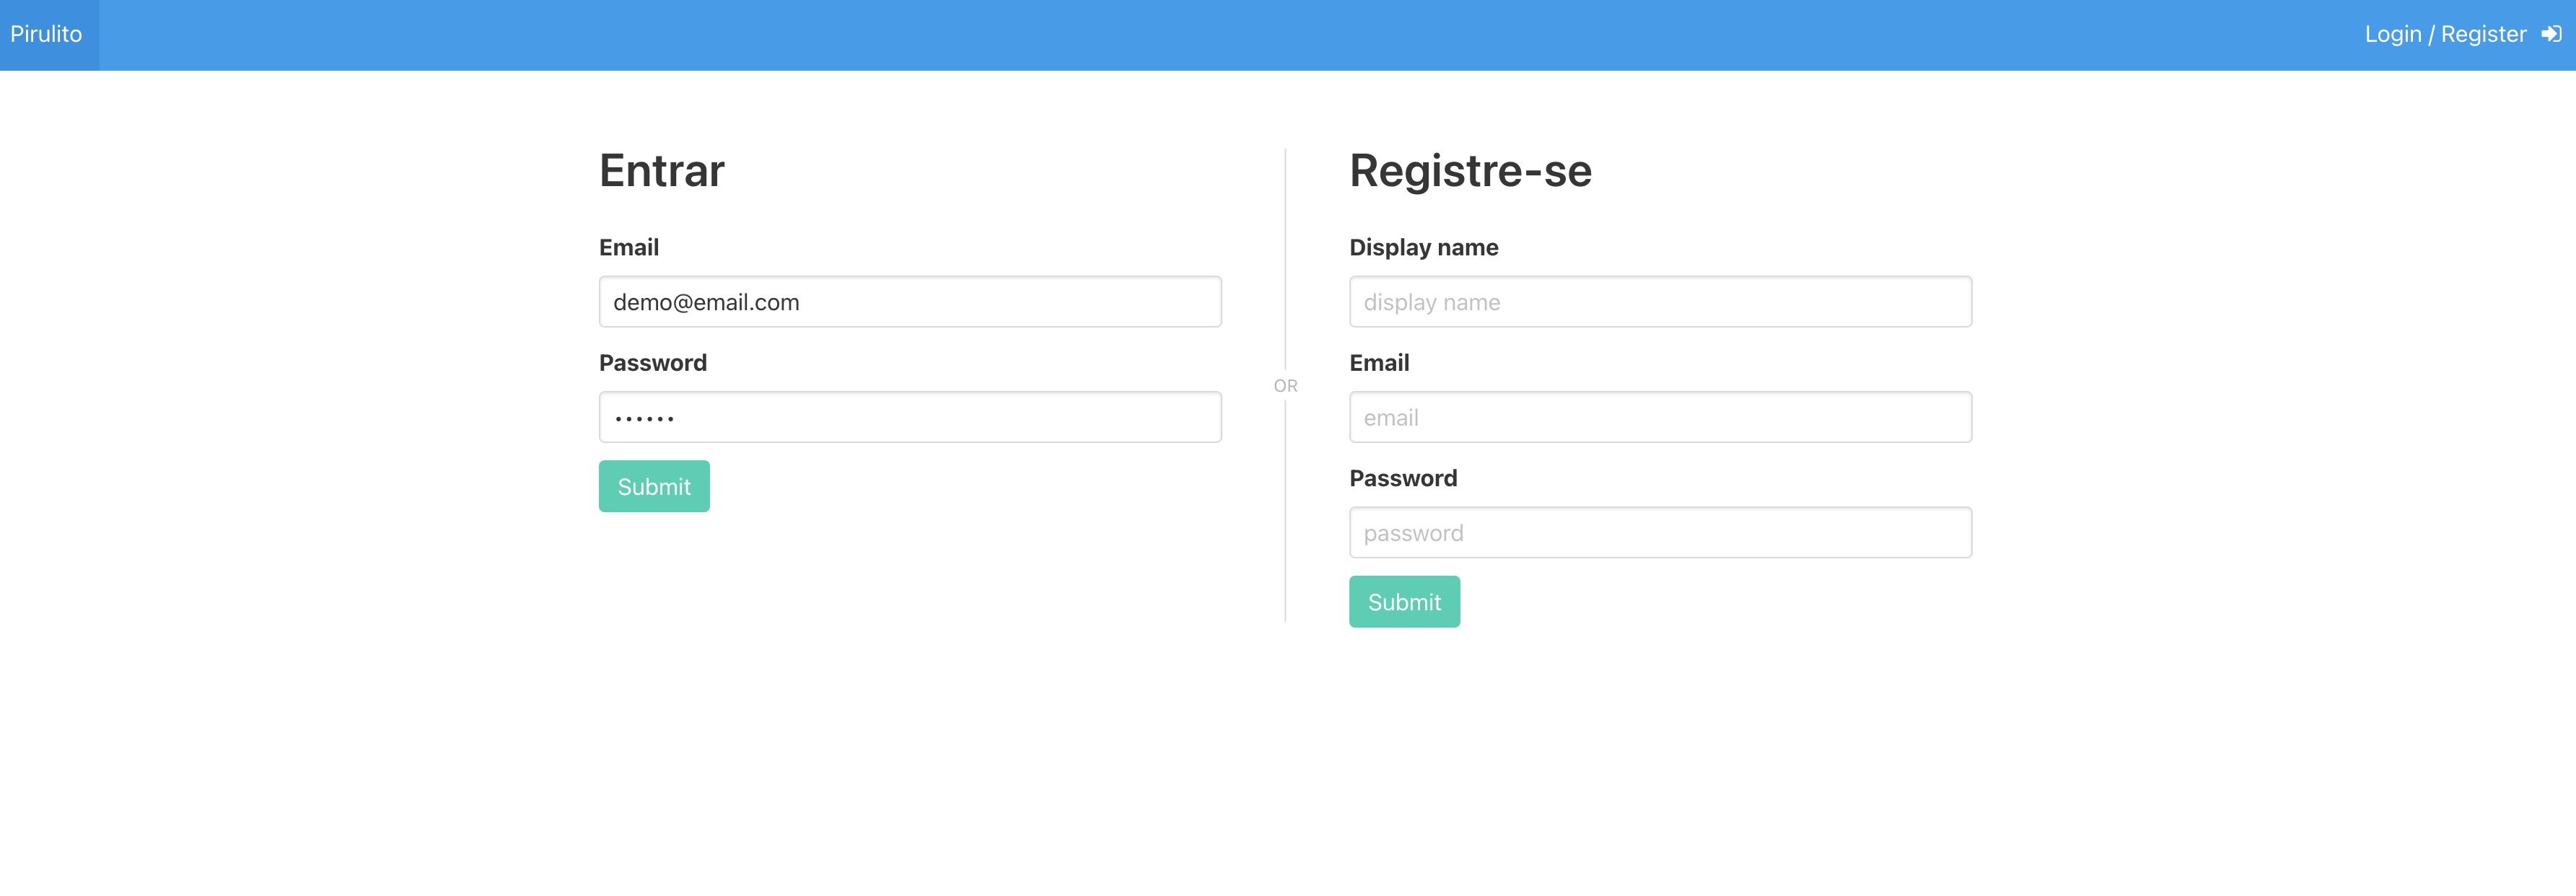 Pirulito
Login / Register
Entrar
Email
demo@email.com
Password
••••••
Submit
OR
Registre-se
Display name
display name
Email
email
Password
password
Submit